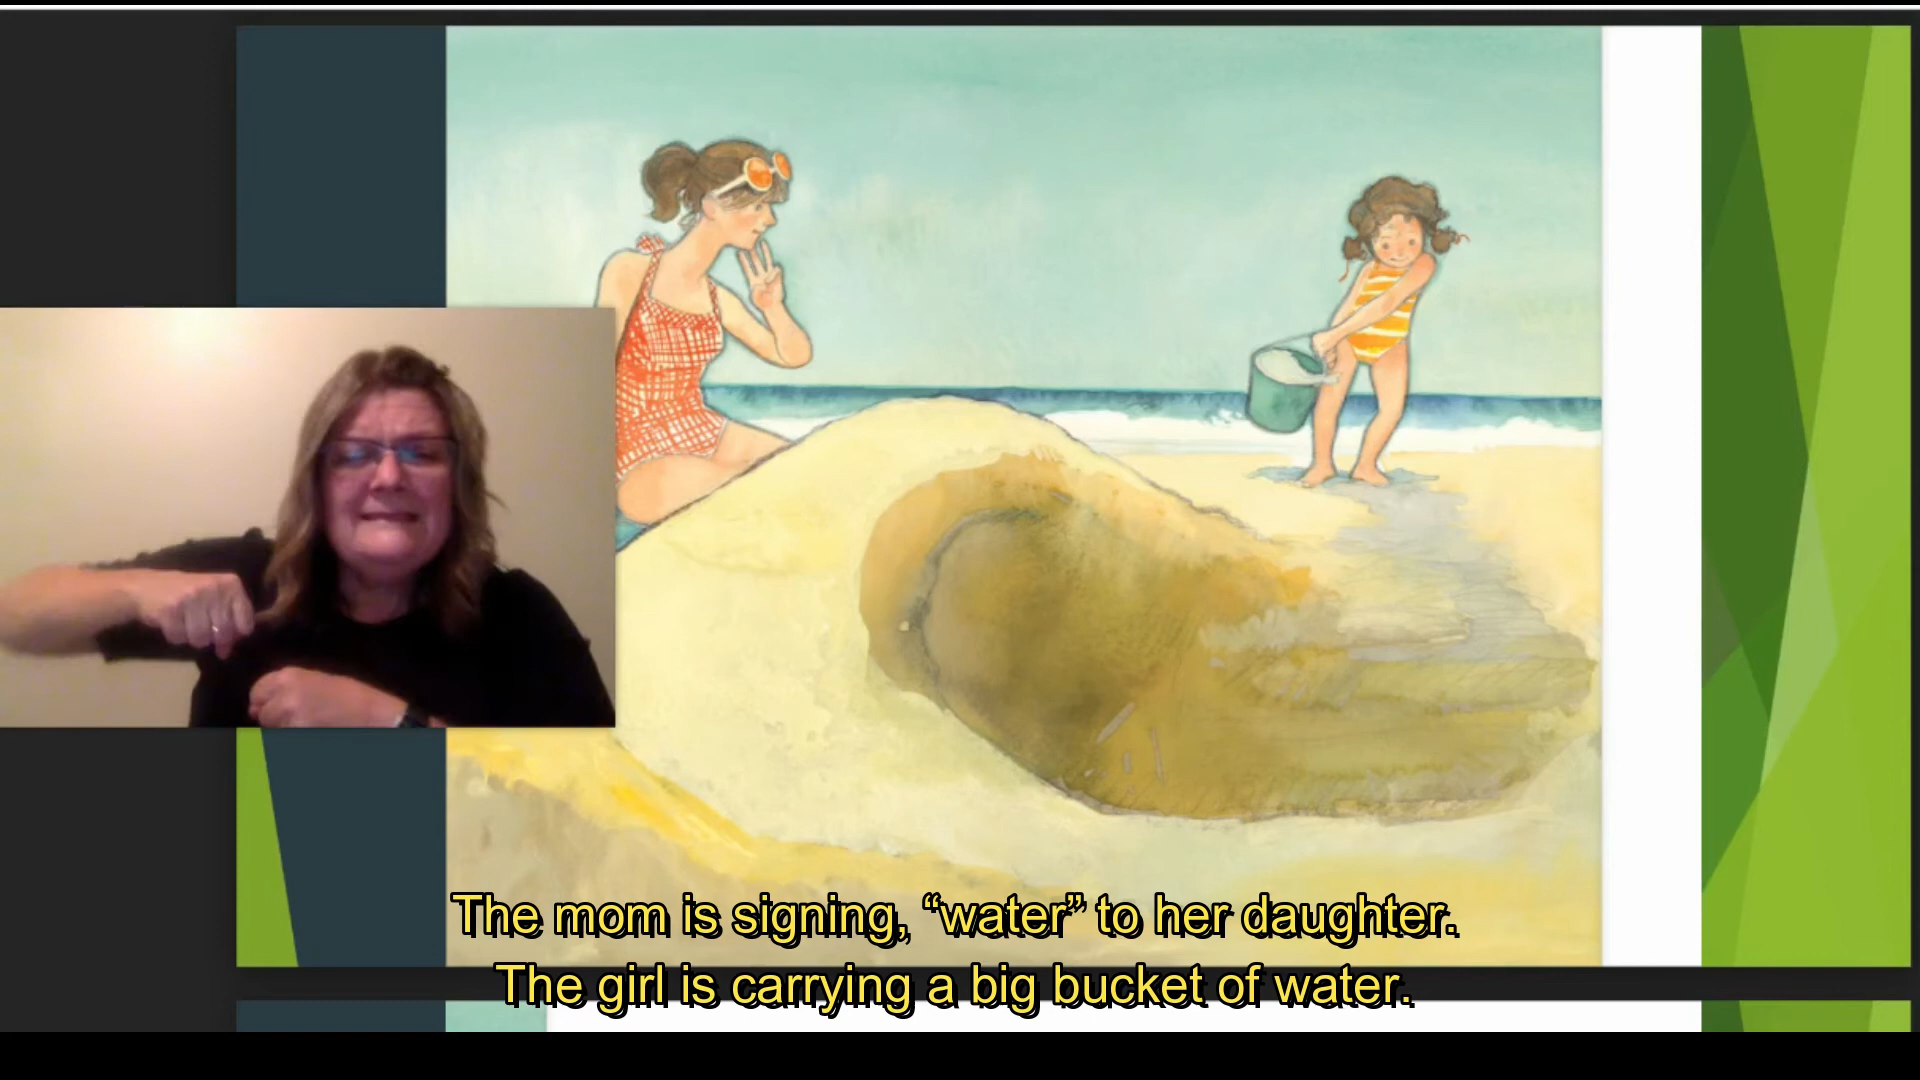 The mom is signing, “water” to her daughter.
The girl is carrying a big bucket of water.